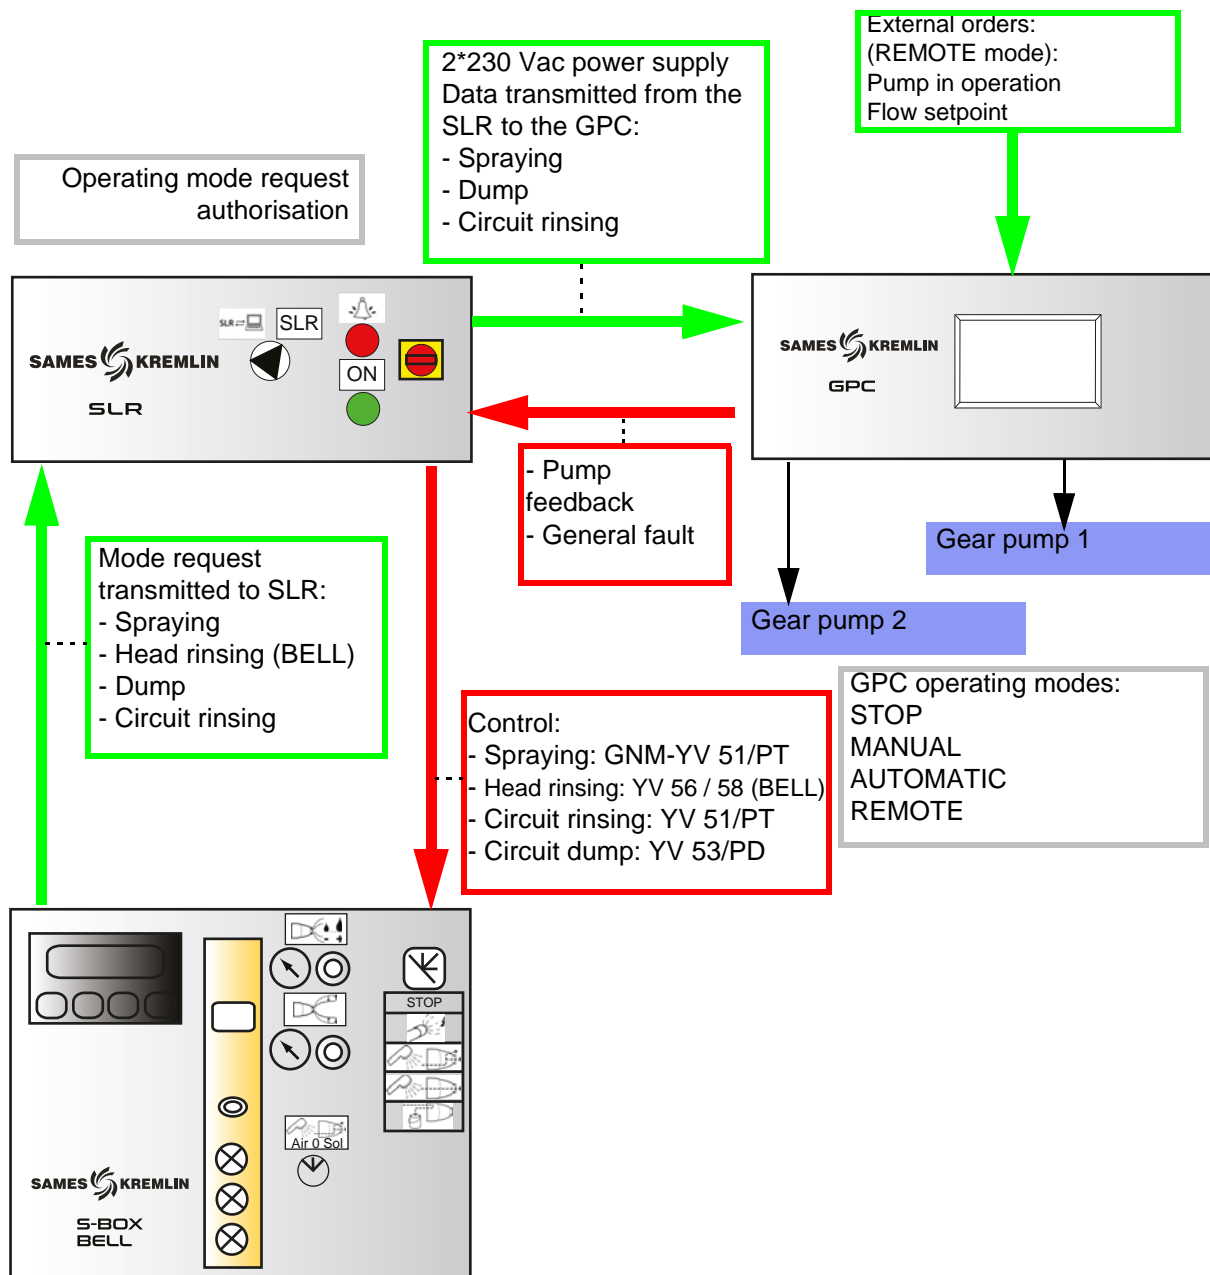 External orders:
(REMOTE mode):
Pump in operation
Flow setpoint
2*230 Vac power supply
Data transmitted from the
SLR to the GPC:
- Spraying
- Dump
- Circuit rinsing
Operating mode request
authorisation
SLR
SLR
ON
SAMES KREMLIN
SLR
SAMES KREMLIN
GPC
- Pump
feedback
- General fault
Gear pump 1
Gear pump 2
Mode request
transmitted to SLR:
- Spraying
- Head rinsing (BELL)
- Dump
- Circuit rinsing
Control:
- Spraying: GNM-YV 51/PT
- Head rinsing: YV 56 / 58 (BELL)
- Circuit rinsing: YV 51/PT
- Circuit dump: YV 53/PD
GPC operating modes:
STOP
MANUAL
AUTOMATIC
REMOTE
STOP
Air 0 Sol
SAMES KREMLIN
S-BOX
BELL